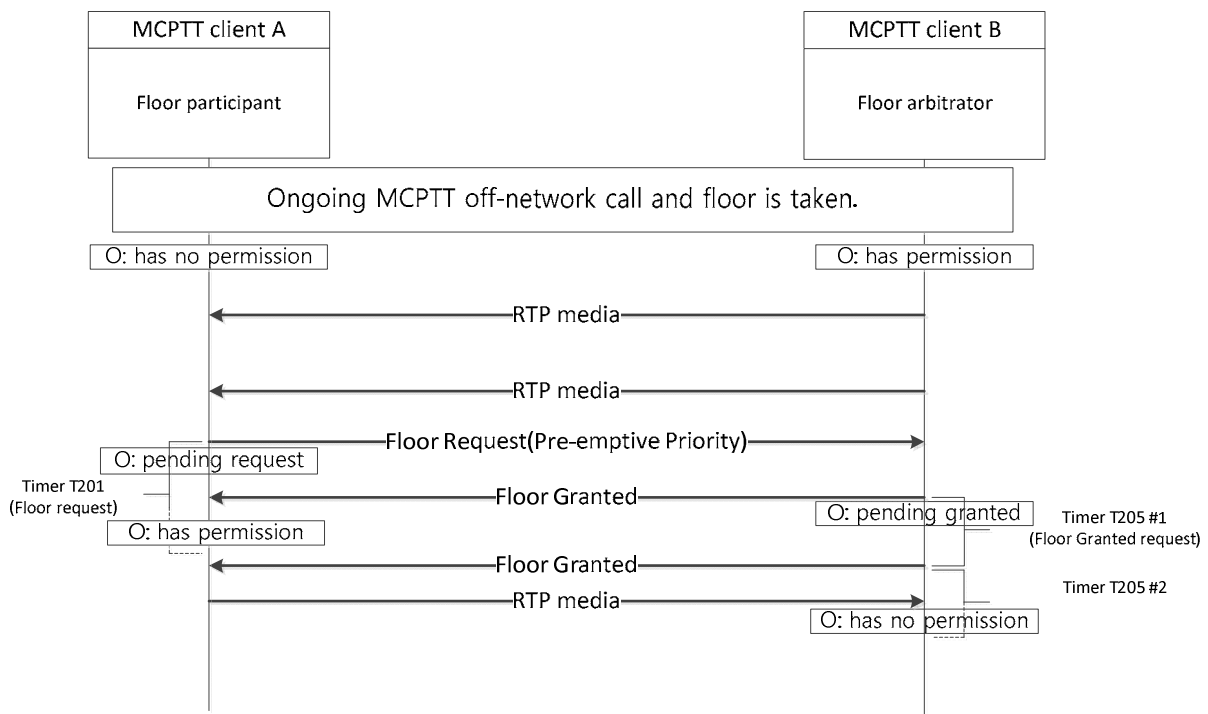 MCPTT client A
MCPTT client B
Floor participant
Floor arbitrator
Ongoing MCPTT off-network call and floor is taken.
O: has no permission
O: has permission
RTP media
RTP media
Floor Request(Pre-emptive Priority)
O: pending request
Timer T201
(Floor request)
Floor Granted
O: pending granted
Timer T205 #1
(Floor Granted request)
O: has permission
Floor Granted
Timer T205 #2
RTP media
O: has no permission